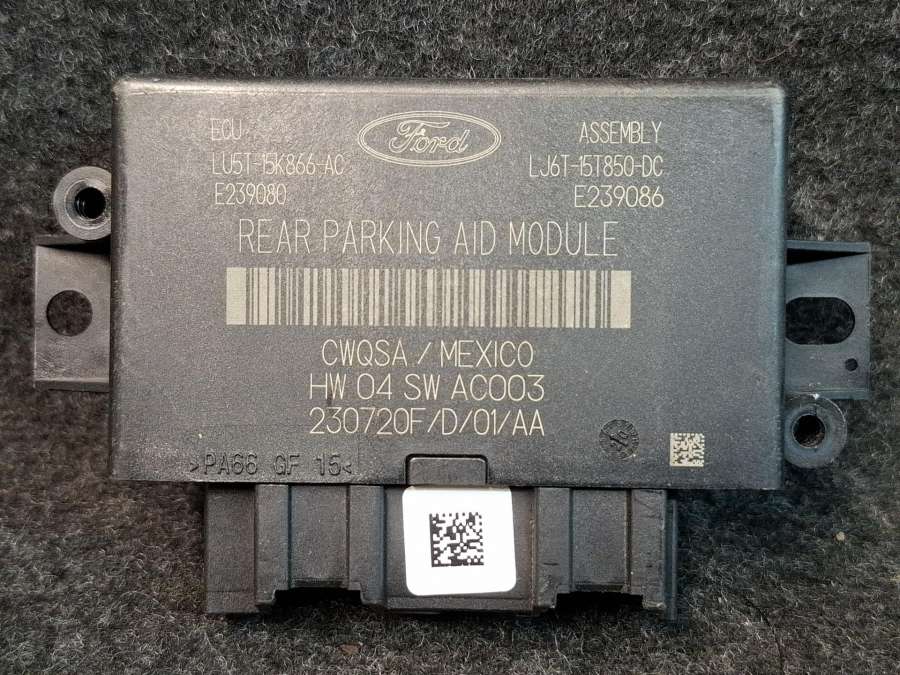 Ford
ECU
LU5T-15K866-AC
E239080
ASSEMBLY
LJ6T-15T850-DC
E239086
REAR PARKING AID MODULE
CWQSA / MEXICO
HW 04 SW AC003
230720F/D/01/AA
>PA66 GF 15<